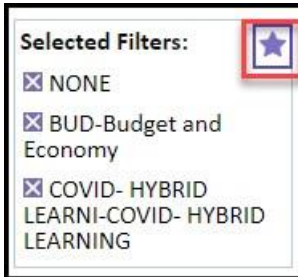 Selected Filters:
NONE
BUD-Budget and
Economy
COVID- HYBRID
LEARNI-COVID- HYBRID
LEARNING